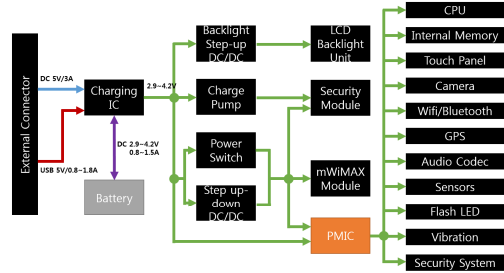 External Connector
DC 5V/3A
USB 5V/0.8~1.8A
Charging
IC
2.9~4.2V
DC 2.9~4.2V
0.8~1.5A
Battery
Backlight
Step-up
DC/DC
LCD
Backlight
Unit
Charge
Pump
Security
Module
Power
Switch
Step up-
down
DC/DC
mWiMAX
Module
PMIC
CPU
Internal Memory
Touch Panel
Camera
Wifi/Bluetooth
GPS
Audio Codec
Sensors
Flash LED
Vibration
Security System